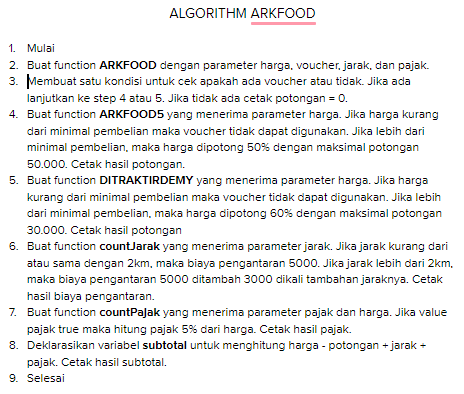 ALGORITHM ARKFOOD
1. Mulai
2. Buat function ARKFOOD dengan parameter harga, voucher, jarak, dan pajak.
3. Membuat satu kondisi untuk cek apakah ada voucher atau tidak. Jika ada
lanjutkan ke step 4 atau 5. Jika tidak ada cetak potongan = 0.
4. Buat function ARKFOOD5 yang menerima parameter harga. Jika harga kurang
dari minimal pembelian maka voucher tidak dapat digunakan. Jika lebih dari
minimal pembelian, maka harga dipotong 50% dengan maksimal potongan
50.000. Cetak hasil potongan.
5. Buat function DITRAKTIRDEMY yang menerima parameter harga. Jika harga
kurang dari minimal pembelian maka voucher tidak dapat digunakan. Jika lebih
dari minimal pembelian, maka harga dipotong 60% dengan maksimal potongan
30.000. Cetak hasil potongan
6. Buat function countJarak yang menerima parameter jarak. Jika jarak kurang dari
atau sama dengan 2km, maka biaya pengantaran 5000. Jika jarak lebih dari 2km,
maka biaya pengantaran 5000 ditambah 3000 dikali tambahan jaraknya. Cetak
hasil biaya pengantaran.
7. Buat function countPajak yang menerima parameter pajak dan harga. Jika value
pajak true maka hitung pajak 5% dari harga. Cetak hasil pajak.
8. Deklarasikan variabel subtotal untuk menghitung harga - potongan + jarak +
pajak. Cetak hasil subtotal.
9. Selesai